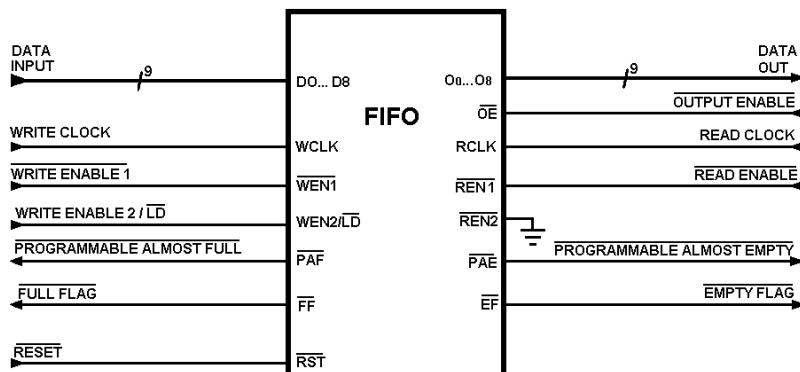 DATA INPUT
9
DO... D8
FIFO
O0...O8
9
DATA OUT
OE
OUTPUT ENABLE
WRITE CLOCK
WCLK
RCLK
READ CLOCK
WRITE ENABLE 1
WEN1
REN1
READ ENABLE
WRITE ENABLE 2 / LD
WEN2/LD
REN2
PROGRAMMABLE ALMOST FULL
PAF
PAE
PROGRAMMABLE ALMOST EMPTY
FULL FLAG
FF
EF
EMPTY FLAG
RESET
RST